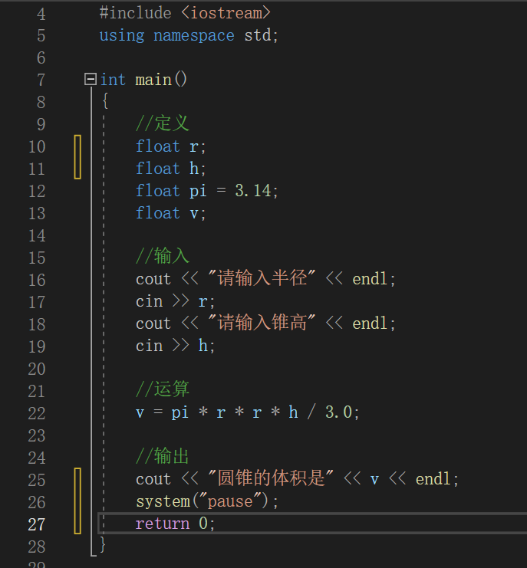 4 #include <iostream>
5 using namespace std;
6
7 int main()
8 {
9 //定义
10 float r;
11 float h;
12 float pi = 3.14;
13 float v;
14
15 //输入
16 cout << "请输入半径" << endl;
17 cin >> r;
18 cout << "请输入锥高" << endl;
19 cin >> h;
20
21 //运算
22 v = pi * r * r * h / 3.0;
23
24 //输出
25 cout << "圆锥的体积是" << v << endl;
26 system("pause");
27 return 0;
28 }
29